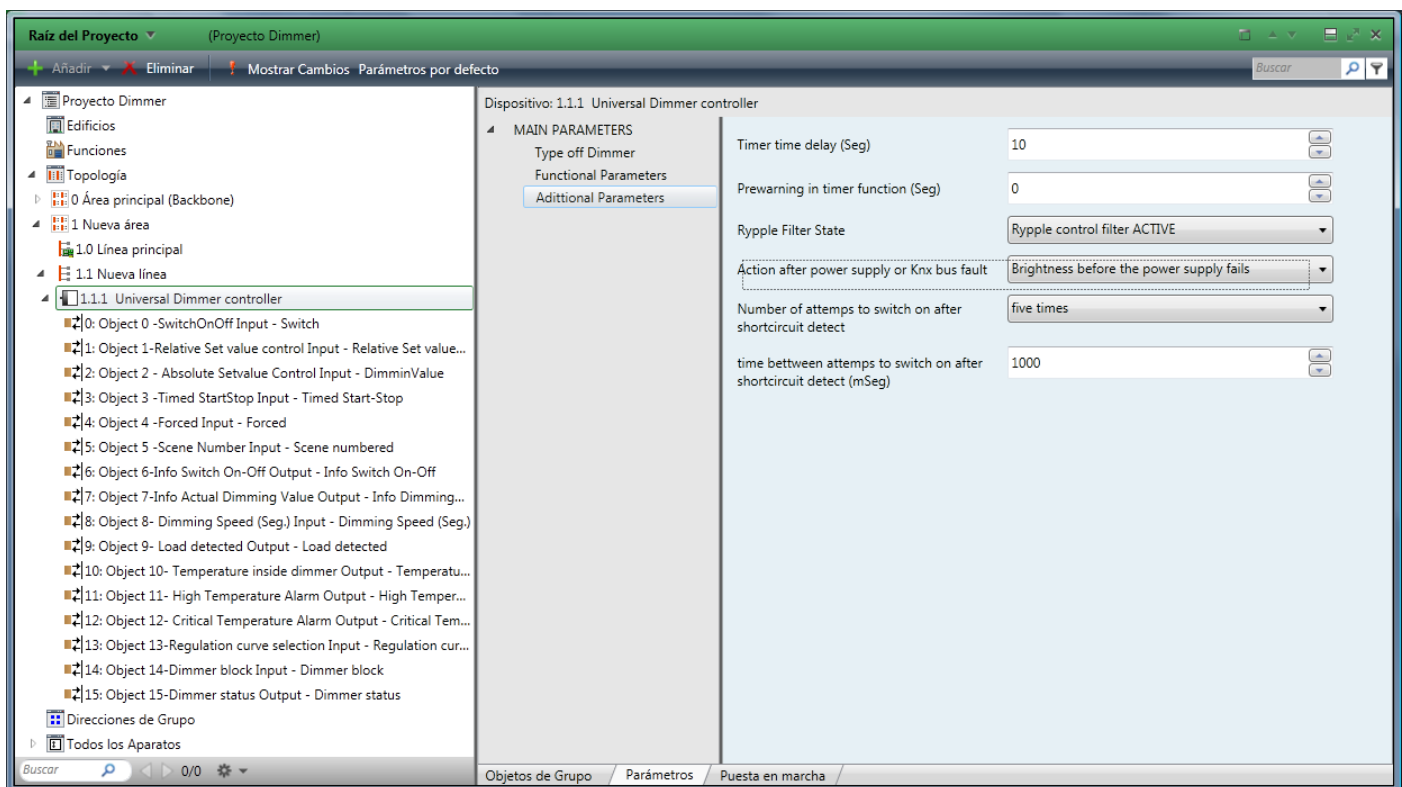 Raíz del Proyecto (Proyecto Dimmer)
Añadir Eliminar Mostrar Cambios Parámetros por defecto Buscar
Proyecto Dimmer
Edificios
Funciones
Topología
0 Área principal (Backbone)
1 Nueva área
1.0 Línea principal
1.1 Nueva línea
1.1.1 Universal Dimmer controller
0: Object 0 -SwitchOnOff Input - Switch
1: Object 1-Relative Set value control Input - Relative Set value...
2: Object 2 - Absolute Setvalue Control Input - DimminValue
3: Object 3 -Timed StartStop Input - Timed Start-Stop
4: Object 4 -Forced Input - Forced
5: Object 5 -Scene Number Input - Scene numbered
6: Object 6-Info Switch On-Off Output - Info Switch On-Off
7: Object 7-Info Actual Dimming Value Output - Info Dimming...
8: Object 8- Dimming Speed (Seg.) Input - Dimming Speed (Seg.)
9: Object 9- Load detected Output - Load detected
10: Object 10- Temperature inside dimmer Output - Temperatu...
11: Object 11- High Temperature Alarm Output - High Temper...
12: Object 12- Critical Temperature Alarm Output - Critical Tem...
13: Object 13-Regulation curve selection Input - Regulation cur...
14: Object 14-Dimmer block Input - Dimmer block
15: Object 15-Dimmer status Output - Dimmer status
Direcciones de Grupo
Todos los Aparatos
Buscar 0/0
Dispositivo: 1.1.1 Universal Dimmer controller
MAIN PARAMETERS
Type off Dimmer
Functional Parameters
Adittional Parameters
Timer time delay (Seg) 10
Prewarning in timer function (Seg) 0
Rypple Filter State Rypple control filter ACTIVE
Action after power supply or Knx bus fault Brightness before the power supply fails
Number of attemps to switch on after five times
shortcircuit detect
time bettween attemps to switch on after 1000
shortcircuit detect (mSeg)
Objetos de Grupo Parámetros Puesta en marcha